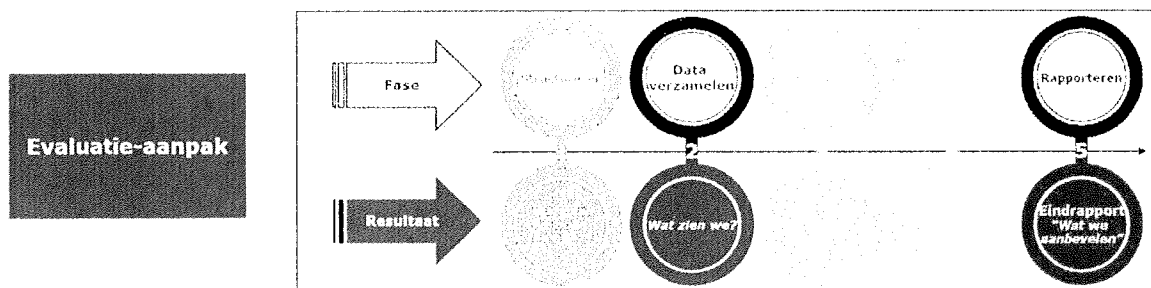 Evaluatie-aanpak
Fase
Data
verzamelen
Rapporteren
2
5
Resultaat
Wat zien we?
Eindrapport
"Wat we
aanbevelen"